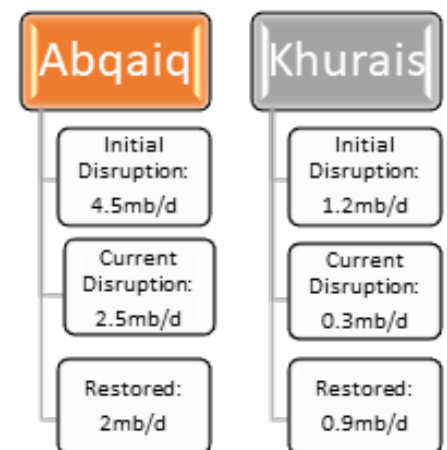 Abqaiq
Initial
Disruption:
4.5mb/d
Current
Disruption:
2.5mb/d
Restored:
2mb/d
Khurais
Initial
Disruption:
1.2mb/d
Current
Disruption:
0.3mb/d
Restored:
0.9mb/d